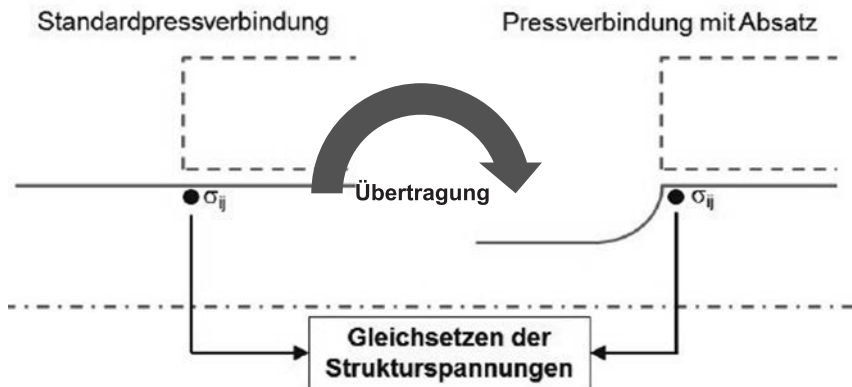 Standardpressverbindung
Pressverbindung mit Absatz
Übertragung
σij
σij
Gleichsetzen der
Strukturspannungen